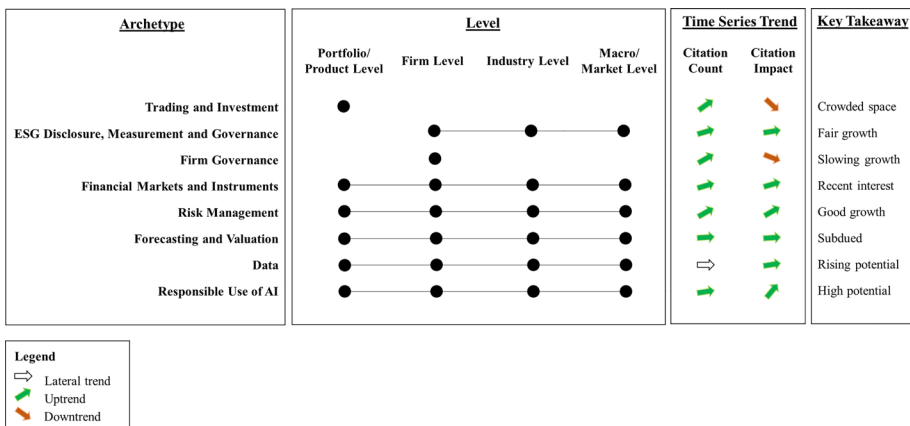 Archetype
Level
Time Series Trend
Key Takeaway
Portfolio/
Product Level
Firm Level
Industry Level
Macro/
Market Level
Citation
Count
Citation
Impact
Trading and Investment
Crowded space
ESG Disclosure, Measurement and Governance
Fair growth
Firm Governance
Slowing growth
Financial Markets and Instruments
Recent interest
Risk Management
Good growth
Forecasting and Valuation
Subdued
Data
Rising potential
Responsible Use of AI
High potential
Legend
Lateral trend
Uptrend
Downtrend